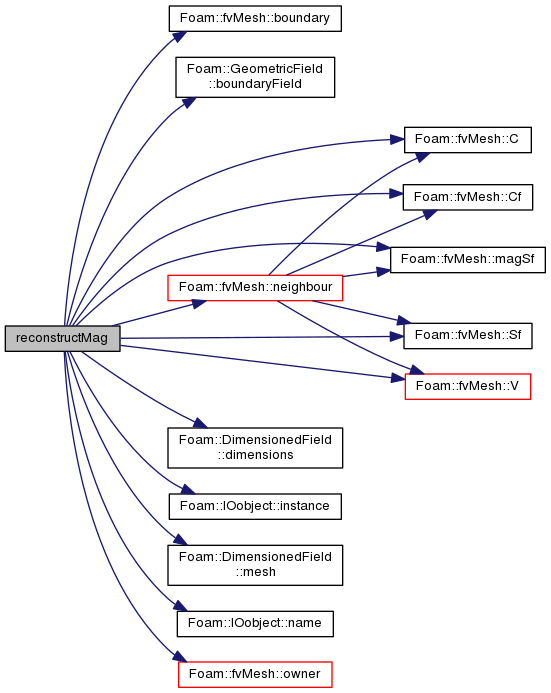 Foam::fvMesh::boundary
Foam::GeometricField
::boundaryField
Foam::fvMesh::C
Foam::fvMesh::Cf
Foam::fvMesh::magSf
Foam::fvMesh::neighbour
reconstructMag
Foam::fvMesh::Sf
Foam::fvMesh::V
Foam::DimensionedField
::dimensions
Foam::IOobject::instance
Foam::DimensionedField
::mesh
Foam::IOobject::name
Foam::fvMesh::owner